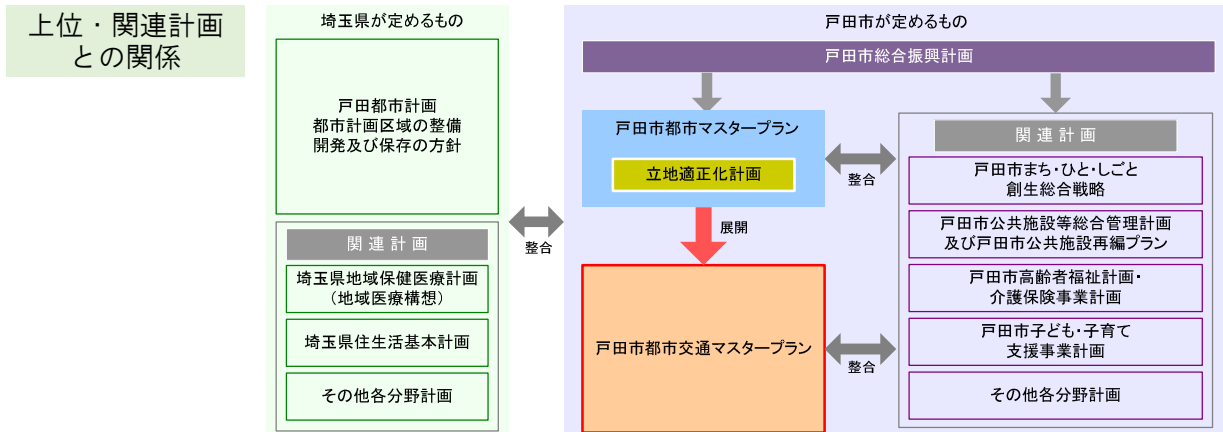 上位・関連計画
との関係
埼玉県が定めるもの
戸田都市計画
都市計画区域の整備
開発及び保存の方針
関連計画
埼玉県地域保健医療計画
(地域医療構想)
埼玉県住生活基本計画
その他各分野計画
整合
戸田市が定めるもの
戸田市総合振興計画
戸田市都市マスタープラン
立地適正化計画
展開
戸田市都市交通マスタープラン
整合
整合
関連計画
戸田市まち・ひと・しごと
創生総合戦略
戸田市公共施設等総合管理計画
及び戸田市公共施設再編プラン
戸田市高齢者福祉計画・
介護保険事業計画
戸田市子ども・子育て
支援事業計画
その他各分野計画